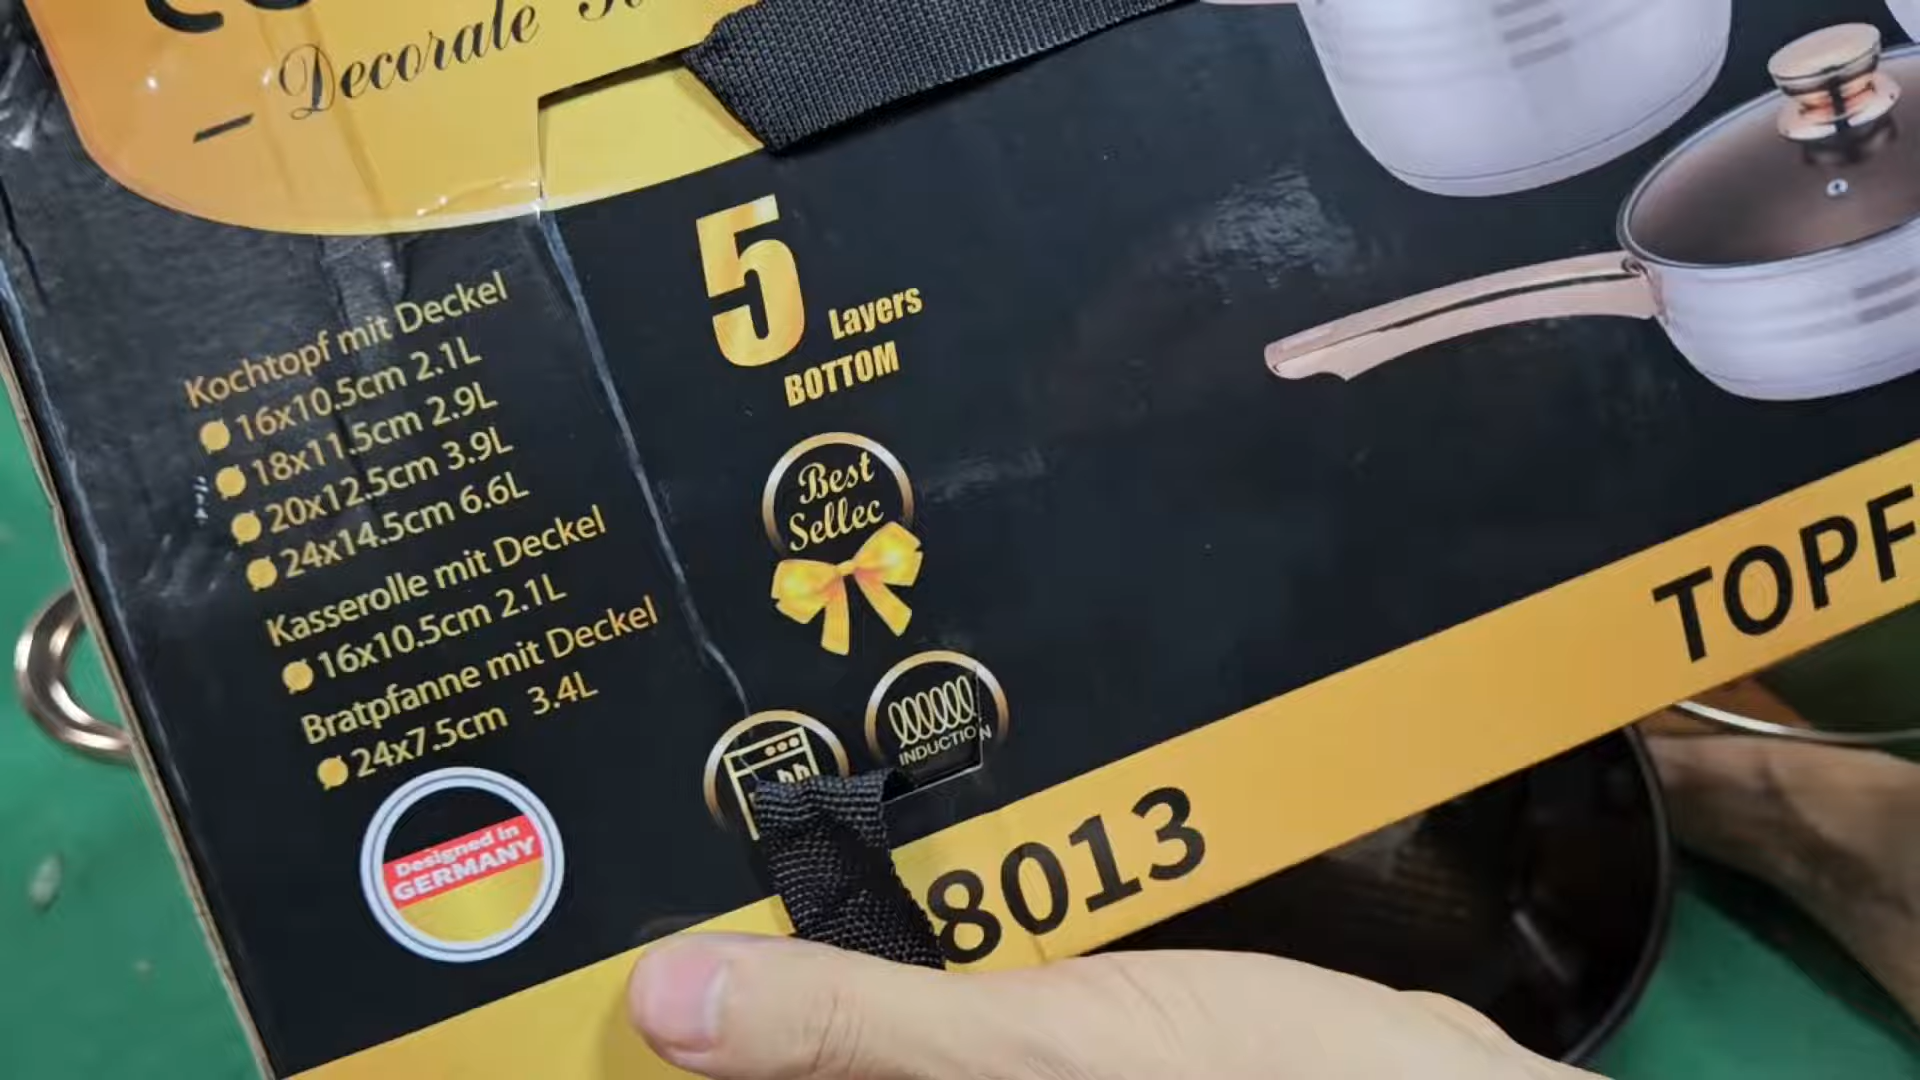 Decorale
Kochtopf mit Deckel
16x10.5cm 2.1L
18x11.5cm 2.9L
20x12.5cm 3.9L
24x14.5cm 6.6L
Kasserolle mit Deckel
16x10.5cm 2.1L
Bratpfanne mit Deckel
24x7.5cm 3.4L
Designed in
GERMANY
5 Layers
BOTTOM
Best
Sellec
INDUCTION
8013
TOPF